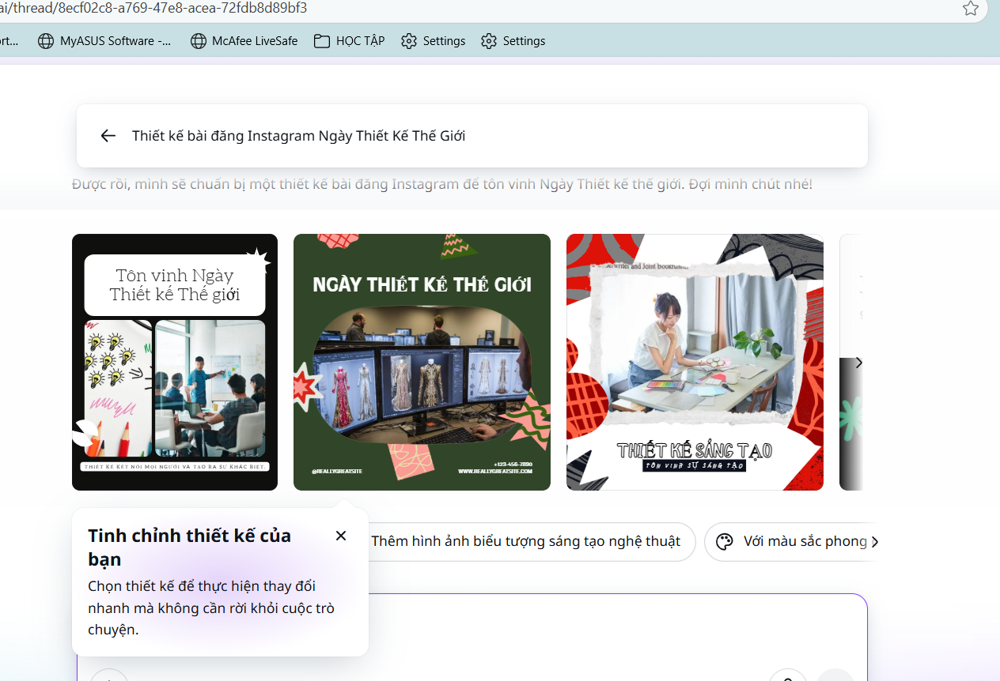 ai/thread/8ecf02c8-a769-47e8-acea-72fdb8d89bf3
ort... MyASUS Software -... McAfee LiveSafe HỌC TẬP Settings Settings
Thiết kế bài đăng Instagram Ngày Thiết Kế Thế Giới
Được rồi, mình sẽ chuẩn bị một thiết kế bài đăng Instagram để tôn vinh Ngày Thiết kế thế giới. Đợi mình chút nhé!
Tôn vinh Ngày
Thiết kế Thế giới
THIẾT KẾ KẾT NỐI MỌI NGƯỜI VÀ TẠO RA SỰ KHÁC BIỆT.
NGÀY THIẾT KẾ THẾ GIỚI
@REALLYGREATSITE
+123-456-7890
WWW.REALLYGREATSITE.COM
and Joint
Page
THIẾT KẾ SÁNG TẠO
TÔN VINH SỰ SÁNG TẠO
Tinh chỉnh thiết kế của
bạn
Chọn thiết kế để thực hiện thay đổi
nhanh mà không cần rời khỏi cuộc trò
chuyện.
Thêm hình ảnh biểu tượng sáng tạo nghệ thuật
Với màu sắc phong